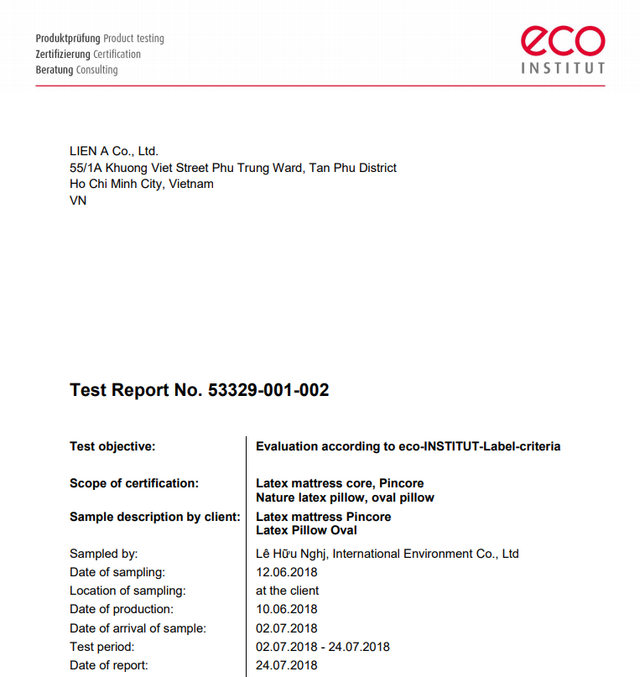 Produktprüfung Product testing
Zertifizierung Certification
Beratung Consulting
eco
INSTITUT
LIEN A Co., Ltd.
55/1A Khuong Viet Street Phu Trung Ward, Tan Phu District
Ho Chi Minh City, Vietnam
VN
Test Report No. 53329-001-002
Test objective: Evaluation according to eco-INSTITUT-Label-criteria
Scope of certification: Latex mattress core, Pincore
Nature latex pillow, oval pillow
Sample description by client: Latex mattress Pincore
Latex Pillow Oval
Sampled by: Lê Hữu Nghj, International Environment Co., Ltd
Date of sampling: 12.06.2018
Location of sampling: at the client
Date of production: 10.06.2018
Date of arrival of sample: 02.07.2018
Test period: 02.07.2018 - 24.07.2018
Date of report: 24.07.2018